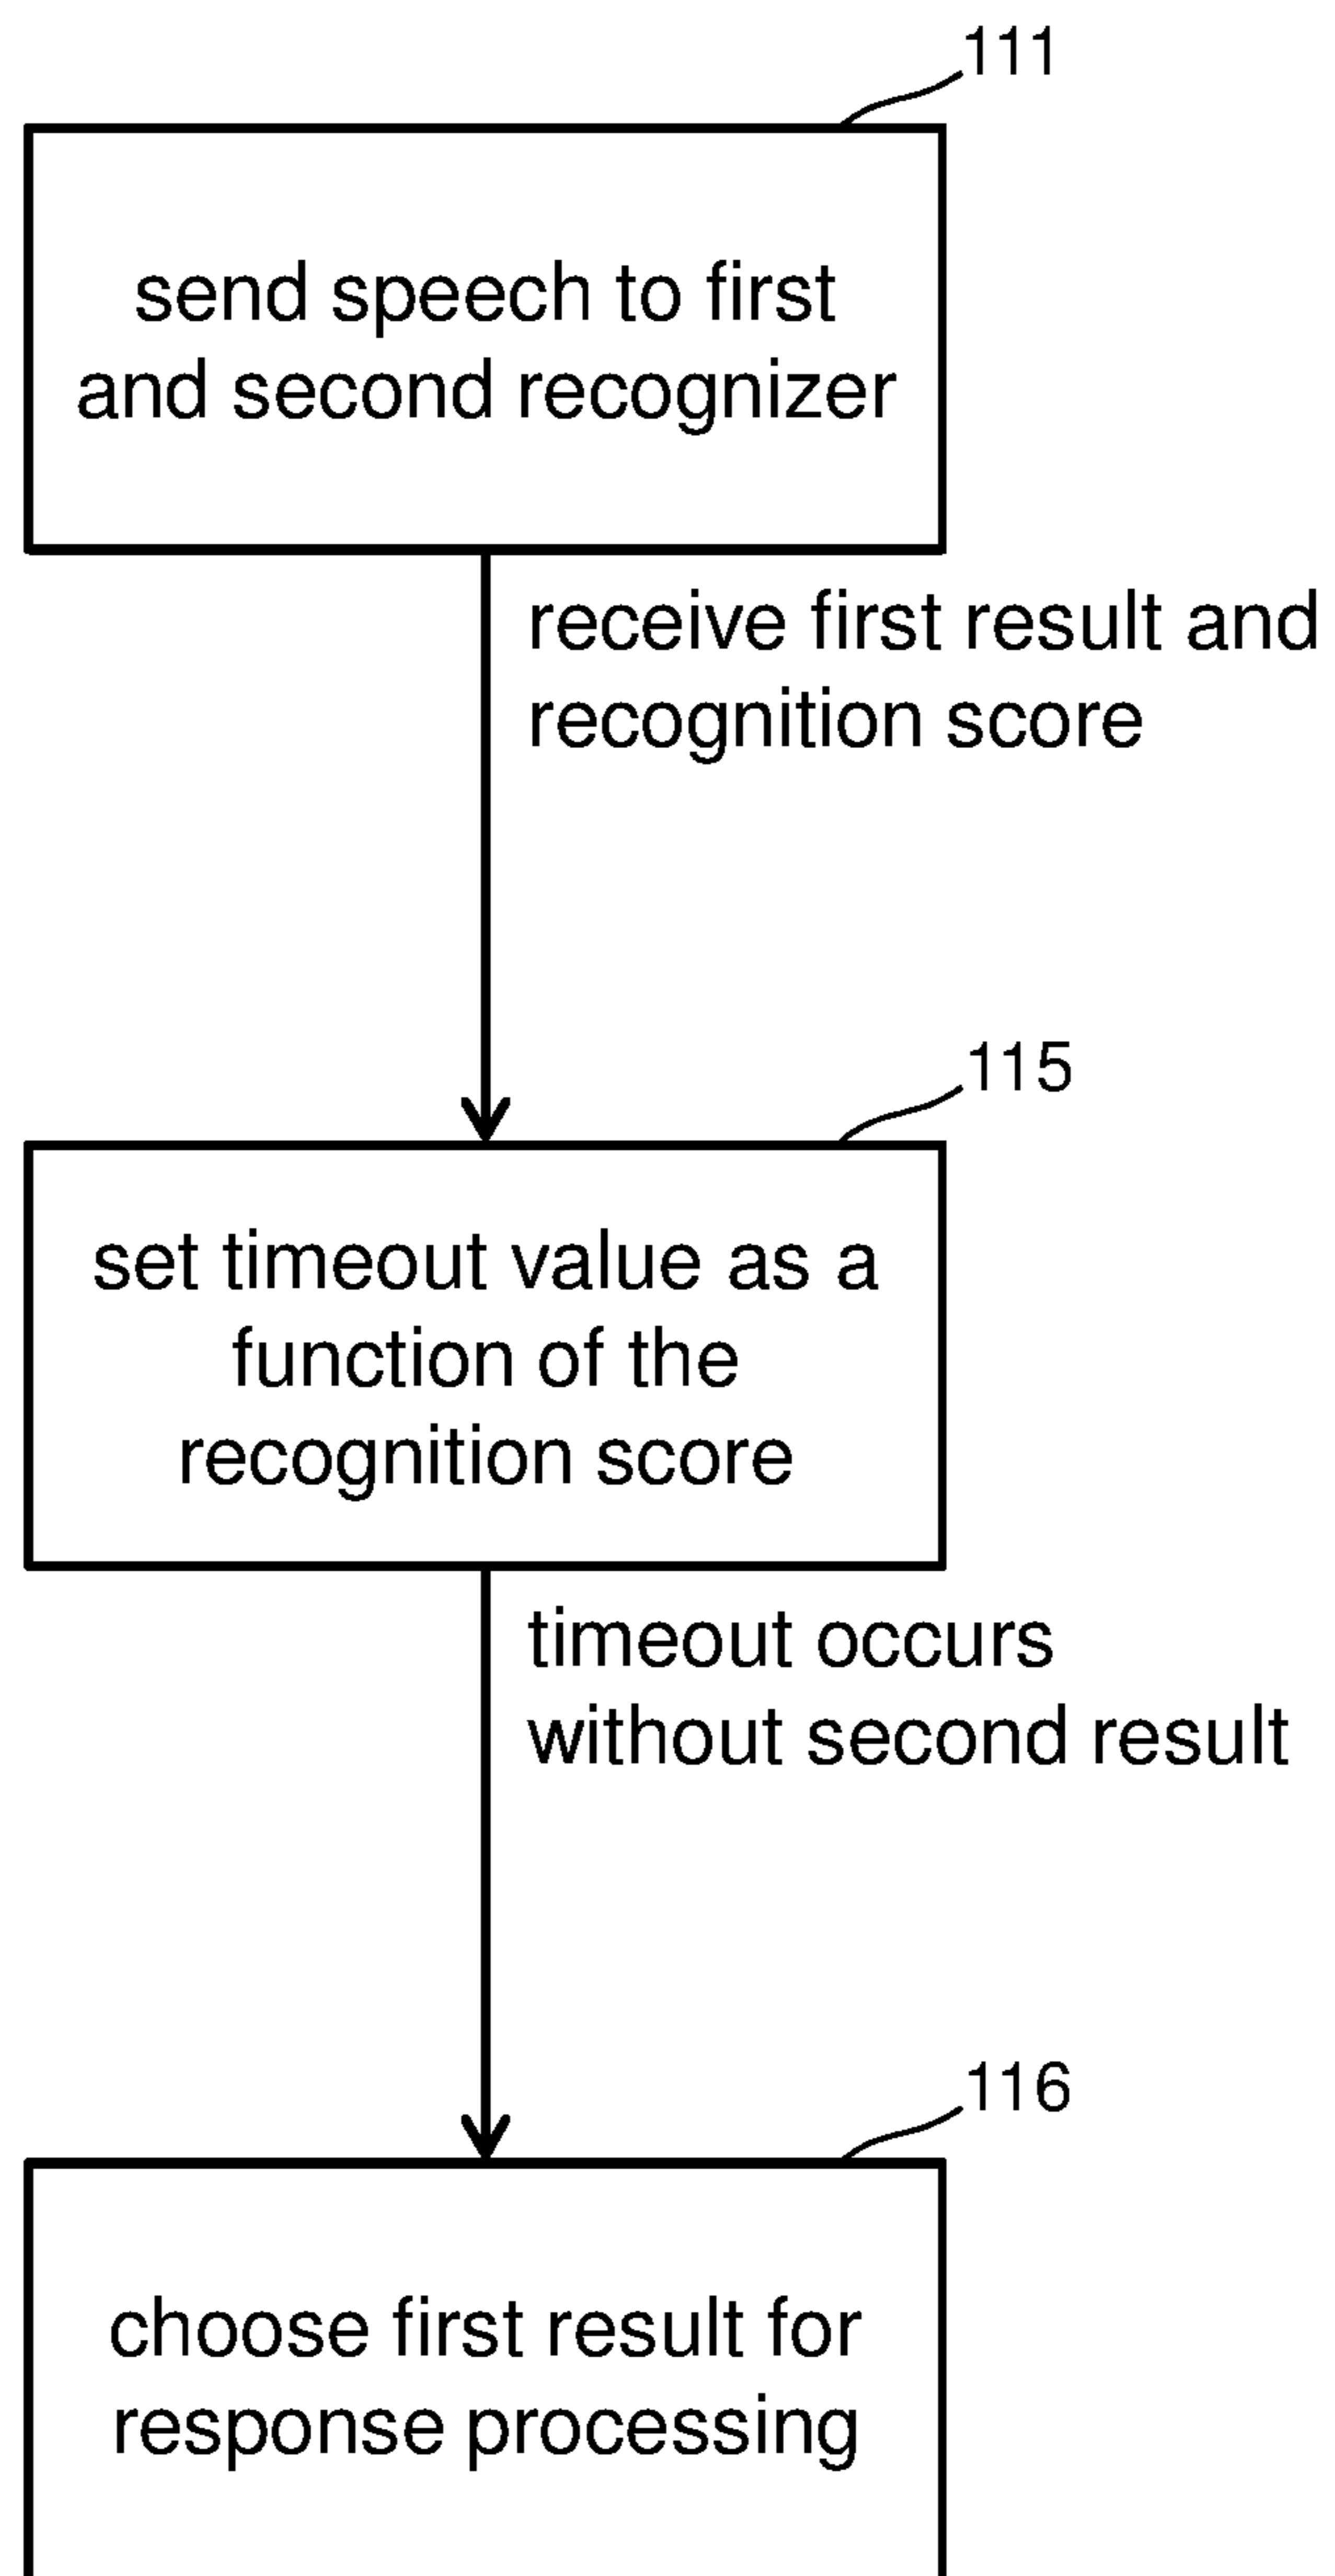 111
send speech to first
and second recognizer
receive first result and
recognition score
115
set timeout value as a
function of the
recognition score
timeout occurs
without second result
116
choose first result for
response processing